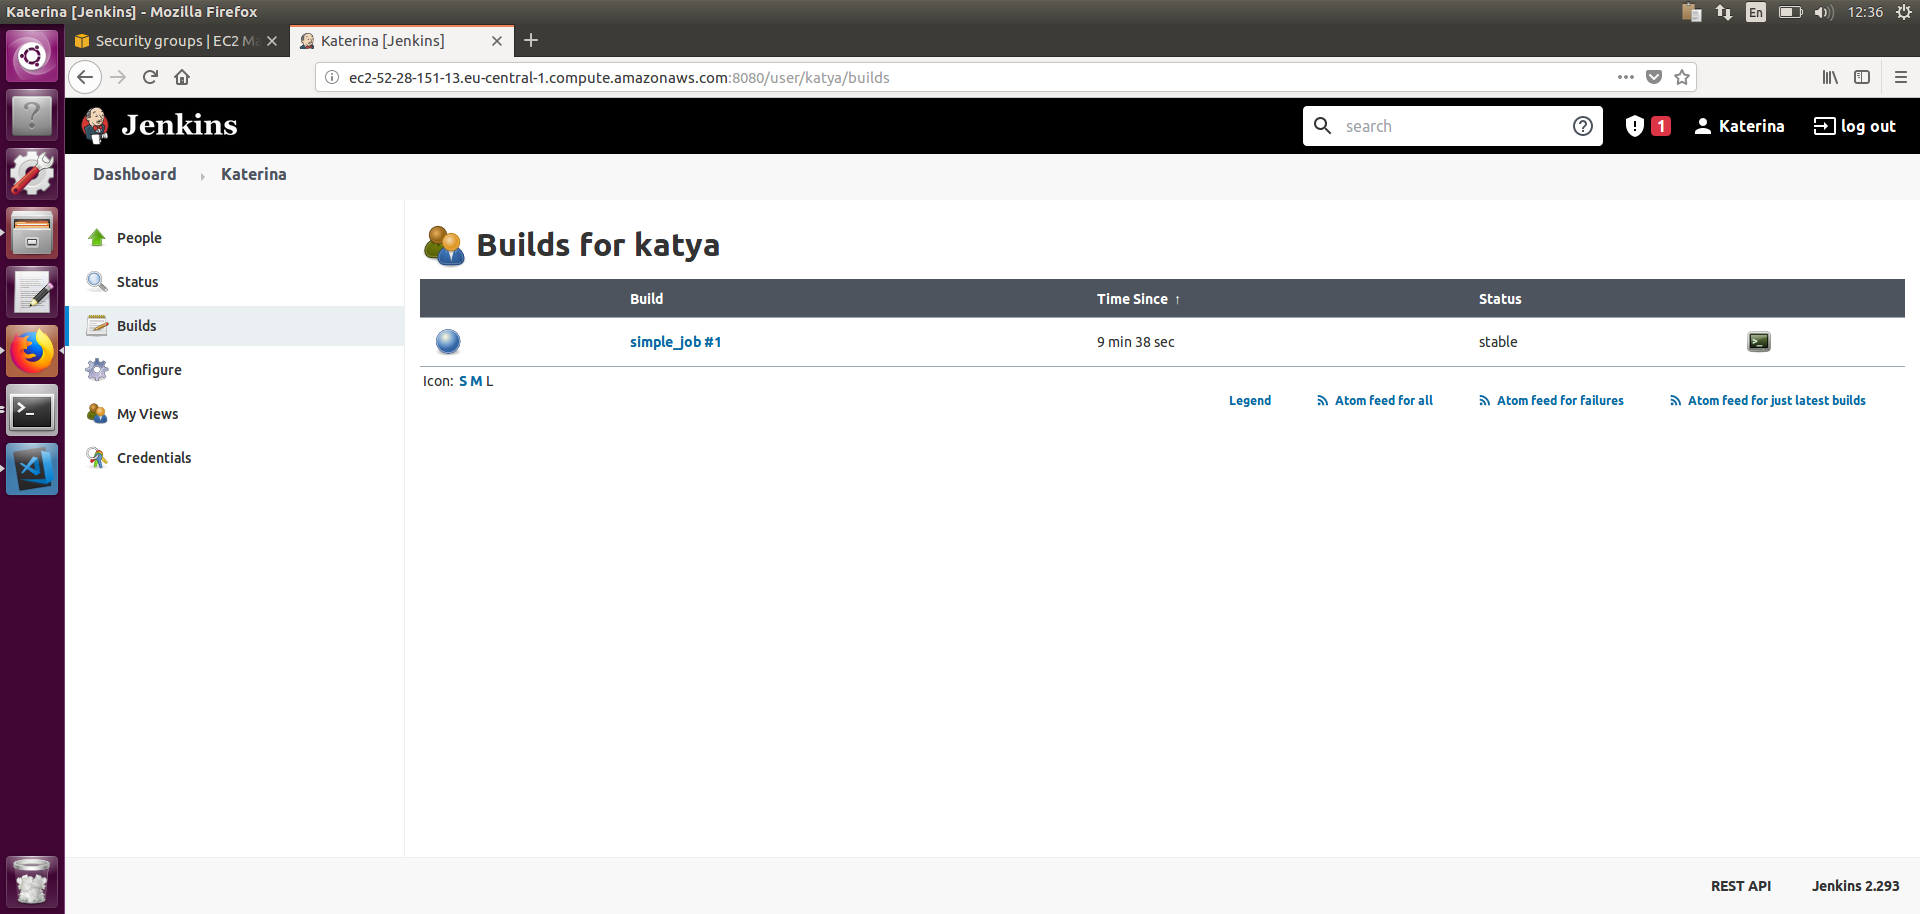 Katerina [Jenkins] - Mozilla Firefox
En
12:36
Security groups | EC2 Ma
Katerina [Jenkins]
ec2-52-28-151-13.eu-central-1.compute.amazonaws.com:8080/user/katya/builds
Jenkins
search
1
Katerina
log out
Dashboard
Katerina
People
Status
Builds
Configure
My Views
Credentials
Builds for katya
Build Time Since ↑ Status
simple_job #1 9 min 38 sec stable
Icon: S M L
Legend Atom feed for all Atom feed for failures Atom feed for just latest builds
REST API Jenkins 2.293